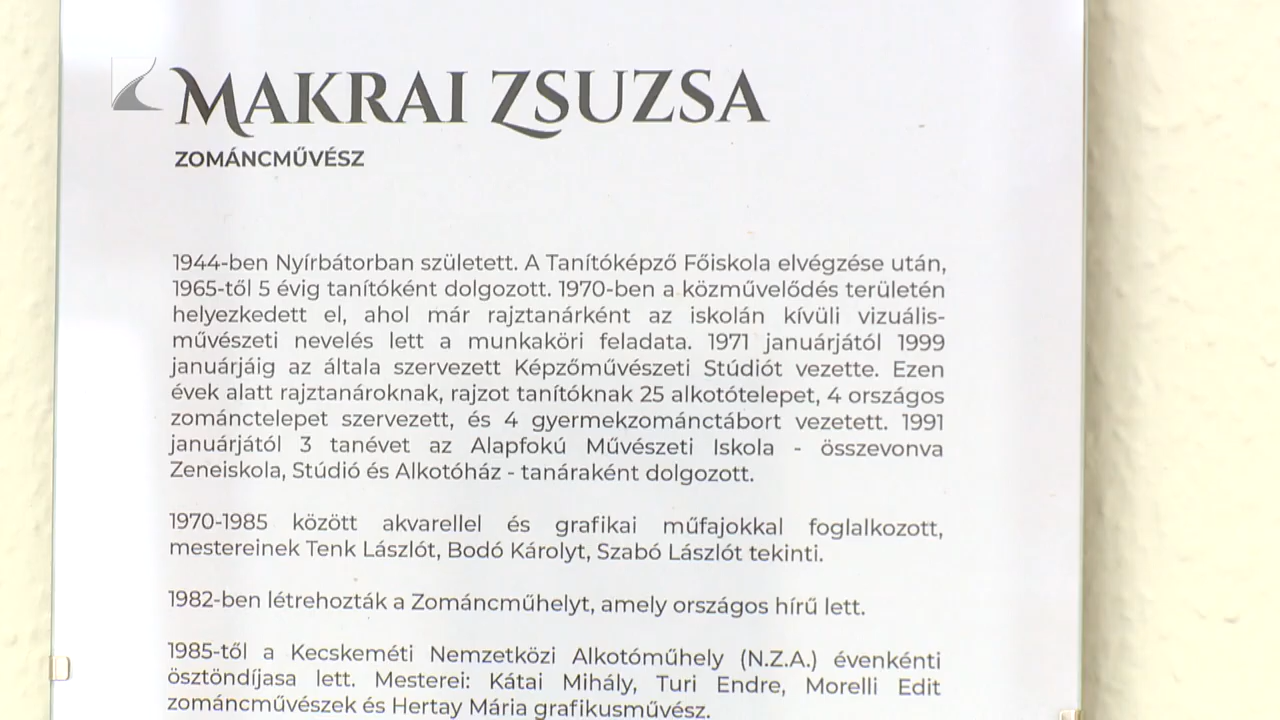 MAKRAI ZSUZSA
ZOMÁNCMŰVÉSZ
1944-ben Nyírbátorban született. A Tanítóképző Főiskola elvégzése után,
1965-től 5 évig tanítóként dolgozott. 1970-ben a közművelődés területén
helyezkedett el, ahol már rajztanárként az iskolán kívüli vizuális-
művészeti nevelés lett a munkaköri feladata. 1971 januárjától 1999
januárjáig az általa szervezett Képzőművészeti Stúdiót vezette. Ezen
évek alatt rajztanároknak, rajzot tanítóknak 25 alkotótelepet, 4 országos
zománctelepet szervezett, és 4 gyermekzománctábort vezetett. 1991
januárjától 3 tanévet az Alapfokú Művészeti Iskola - összevonva
Zeneiskola, Stúdió és Alkotóház - tanáraként dolgozott.
1970-1985 között akvarellel és grafikai műfajokkal foglalkozott,
mestereinek Tenk Lászlót, Bodó Károlyt, Szabó Lászlót tekinti.
1982-ben létrehozták a Zománcműhelyt, amely országos hírű lett.
1985-től a Kecskeméti Nemzetközi Alkotóműhely (N.Z.A.) évenkénti
ösztöndíjasa lett. Mesterei: Kátai Mihály, Turi Endre, Morelli Edit
zománcművészek és Hertay Mária grafikusművész.